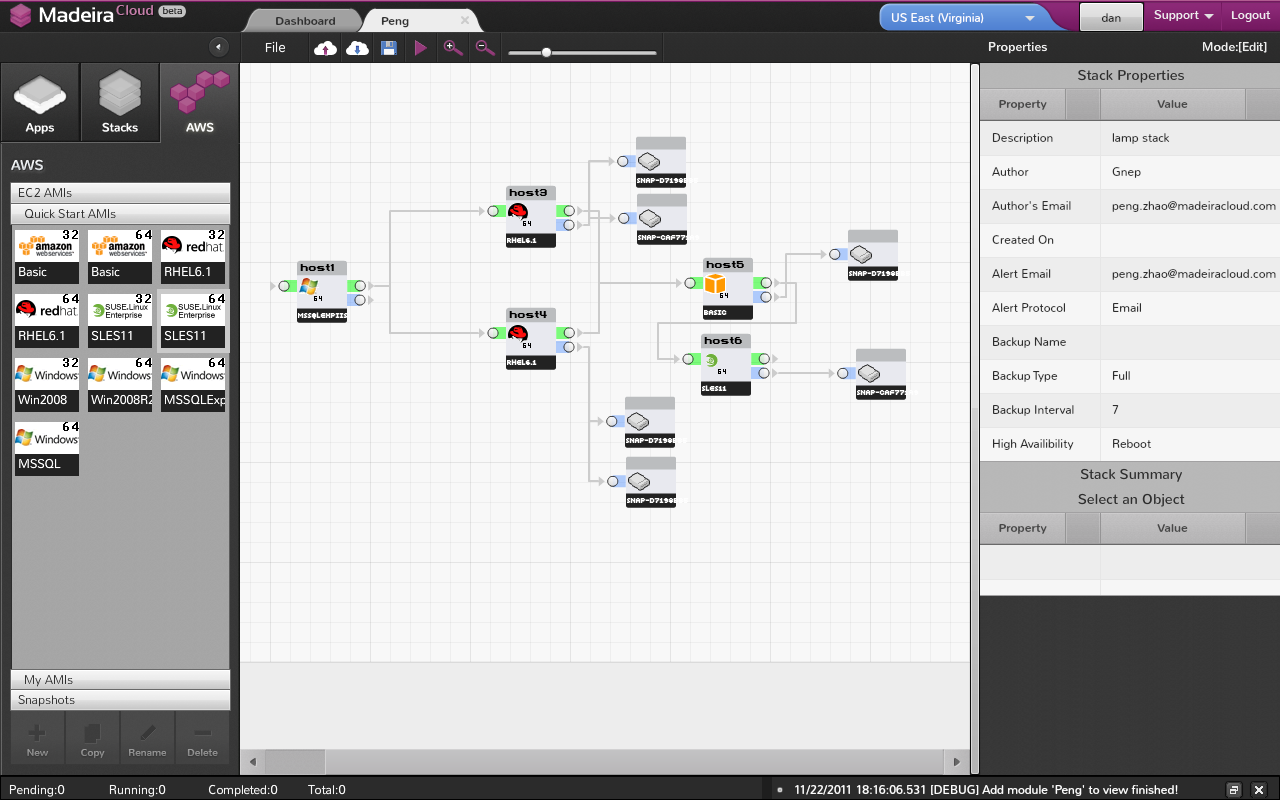 MadeiraCloud beta
Dashboard
Peng
US East (Virginia)
dan
Support
Logout
File
Properties
Mode:[Edit]
Apps
Stacks
AWS
AWS
EC2 AMIs
Quick Start AMIs
32 amazon webservices Basic
64 amazon webservices Basic
32 redhat RHEL6.1
64 redhat RHEL6.1
32 SUSE.Linux Enterprise SLES11
64 SUSE.Linux Enterprise SLES11
32 Windows Win2008
64 Windows Win2008R2
64 Windows MSSQLExp
64 Windows MSSQL
My AMIs
Snapshots
New
Copy
Rename
Delete
host1
64
MSSQLEXPIIS
host3
64
RHEL6.1
host4
64
RHEL6.1
SNAP-D7190E
SNAP-CAF77
host5
64
BASIC
SNAP-D7190
host6
64
SLES11
SNAP-CAF77
SNAP-D7190E
SNAP-D7190E
Stack Properties
Property Value
Description lamp stack
Author Gnep
Author's Email peng.zhao@madeiracloud.com
Created On
Alert Email peng.zhao@madeiracloud.com
Alert Protocol Email
Backup Name
Backup Type Full
Backup Interval 7
High Availibility Reboot
Stack Summary
Select an Object
Property Value
Pending:0 Running:0 Completed:0 Total:0
11/22/2011 18:16:06.531 [DEBUG] Add module 'Peng' to view finished!